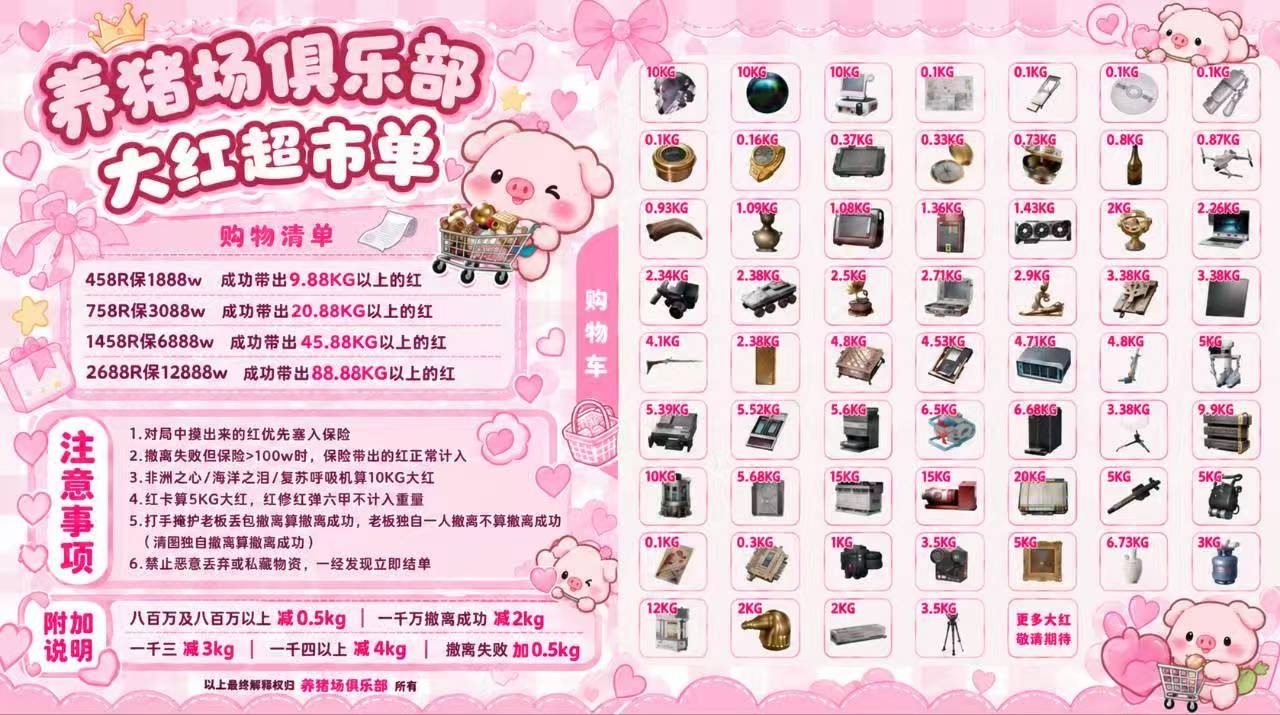 养猪场俱乐部
大红超市单
购物清单
458R保1888w 成功带出9.88KG以上的红
758R保3088w 成功带出20.88KG以上的红
1458R保6888w 成功带出45.88KG以上的红
2688R保12888w 成功带出88.88KG以上的红
注意事项
1.对局中摸出来的红优先塞入保险
2.撤离失败但保险>100w时，保险带出的红正常计入
3.非洲之心/海洋之泪/复苏呼吸机算10KG大红
4.红卡算5KG大红，红修红弹六甲不计入重量
5.打手掩护老板丢包撤离算撤离成功，老板独自一人撤离不算撤离成功
（清图独自撤离算撤离成功）
6.禁止恶意丢弃或私藏物资，一经发现立即结单
附加说明
八百万及八百万以上 减0.5kg | 一千万撤离成功 减2kg
一千三 减3kg | 一千四以上 减4kg | 撤离失败 加0.5kg
以上最终解释权归 养猪场俱乐部 所有
购物车
10KG 10KG 10KG 0.1KG 0.1KG 0.1KG 0.1KG
0.1KG 0.16KG 0.37KG 0.33KG 0.73KG 0.8KG 0.87KG
0.93KG 1.09KG 1.08KG 1.36KG 1.43KG 2KG 2.26KG
2.34KG 2.38KG 2.5KG 2.71KG 2.9KG 3.38KG 3.38KG
4.1KG 2.38KG 4.8KG 4.53KG 4.71KG 4.8KG 5KG
5.39KG 5.52KG 5.6KG 6.5KG 6.68KG 3.38KG 9.9KG
10KG 5.68KG 15KG 15KG 20KG 5KG 5KG
0.1KG 0.3KG 1KG 3.5KG 5KG 6.73KG 3KG
12KG 2KG 2KG 3.5KG 更多大红
敬请期待